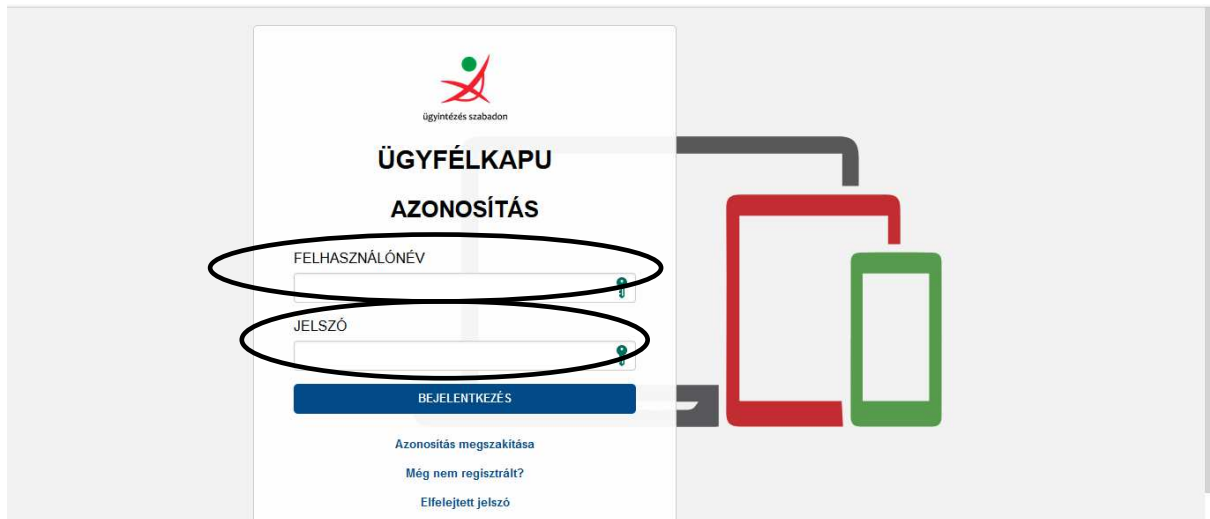 ügyintézés szabadon
ÜGYFÉLKAPU
AZONOSÍTÁS
FELHASZNÁLÓNÉV
JELSZÓ
BEJELENTKEZÉS
Azonosítás megszakítása
Még nem regisztrált?
Elfelejtett jelszó